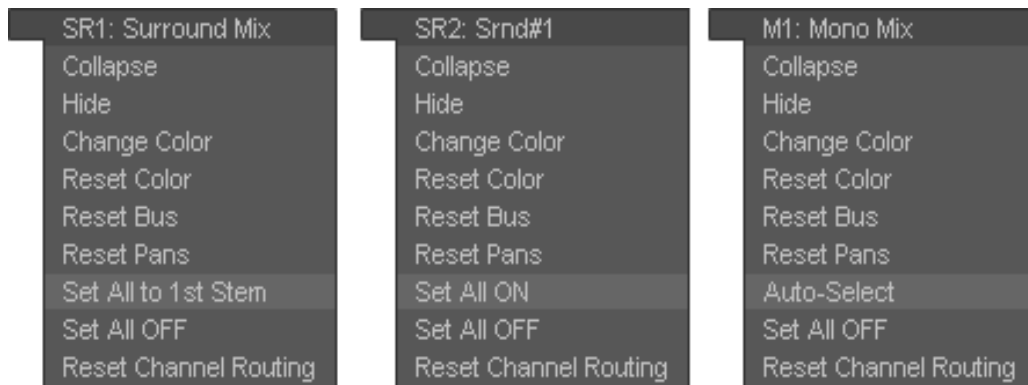 SR1: Surround Mix
Collapse
Hide
Change Color
Reset Color
Reset Bus
Reset Pans
Set All to 1st Stem
Set All OFF
Reset Channel Routing
SR2: Srnd#1
Collapse
Hide
Change Color
Reset Color
Reset Bus
Reset Pans
Set All ON
Set All OFF
Reset Channel Routing
M1: Mono Mix
Collapse
Hide
Change Color
Reset Color
Reset Bus
Reset Pans
Auto-Select
Set All OFF
Reset Channel Routing